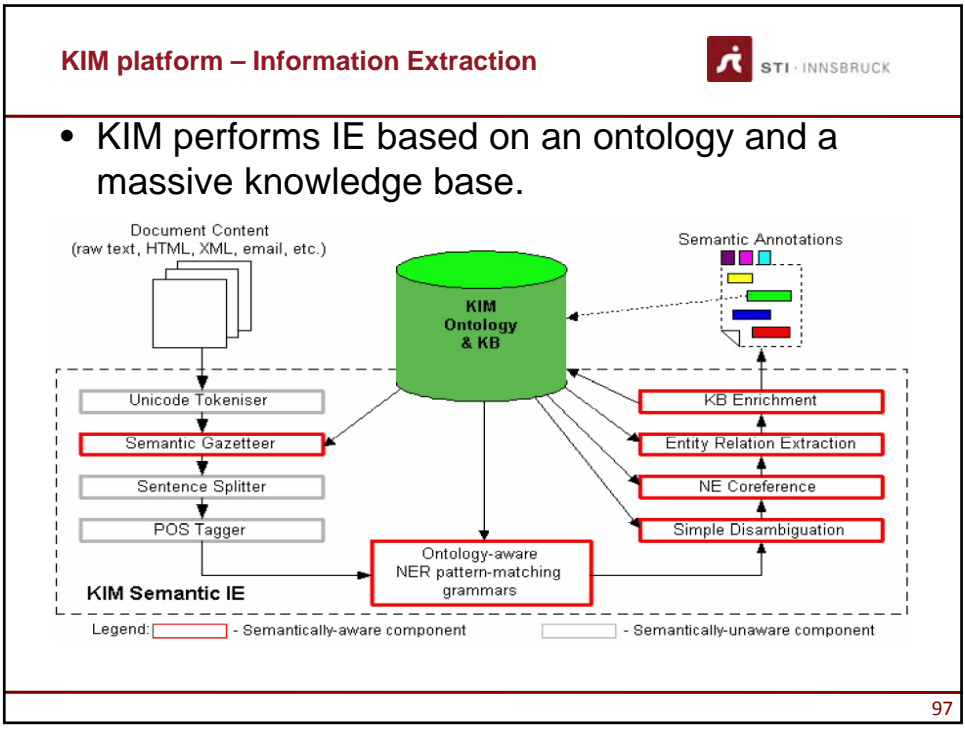 KIM platform – Information Extraction
STI · INNSBRUCK
• KIM performs IE based on an ontology and a
massive knowledge base.
Document Content
(raw text, HTML, XML, email, etc.)
Semantic Annotations
KIM
Ontology
& KB
Unicode Tokeniser
Semantic Gazetteer
Sentence Splitter
POS Tagger
Ontology-aware
NER pattern-matching
grammars
KB Enrichment
Entity Relation Extraction
NE Coreference
Simple Disambiguation
KIM Semantic IE
Legend: - Semantically-aware component - Semantically-unaware component
97